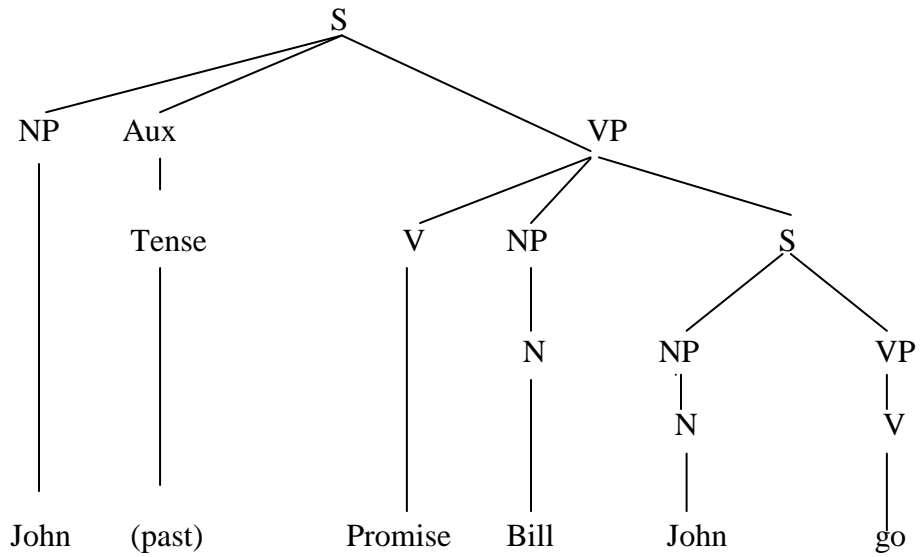 S
NP Aux VP
Tense V NP S
N NP VP
N V
John (past) Promise Bill John go